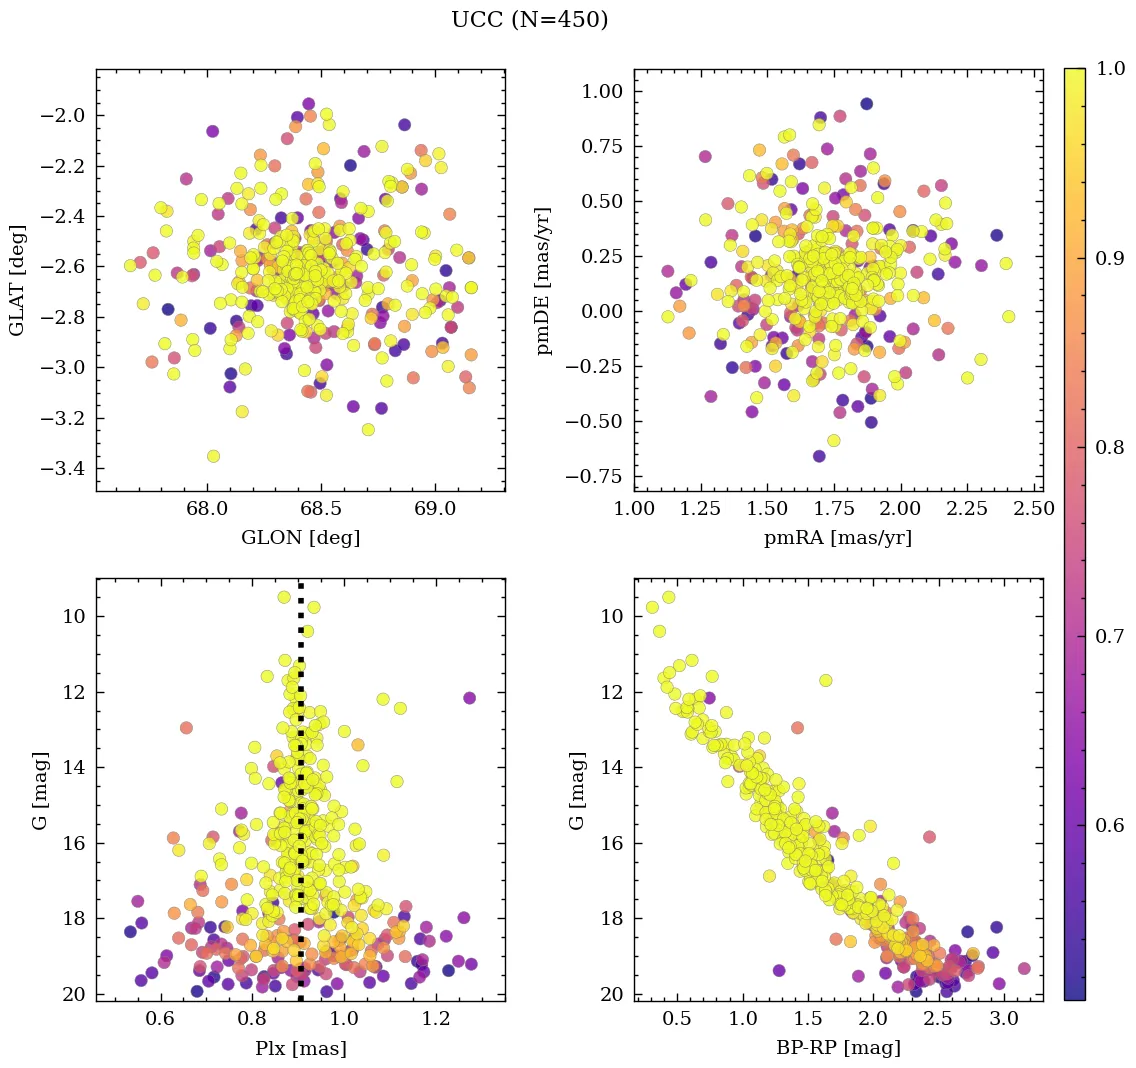 UCC (N=450)
−2.0
−2.2
−2.4
−2.6
−2.8
−3.0
−3.2
−3.4
GLAT [deg]
68.0 68.5 69.0
GLON [deg]
1.00
0.75
0.50
0.25
0.00
−0.25
−0.50
−0.75
pmDE [mas/yr]
1.00 1.25 1.50 1.75 2.00 2.25 2.50
pmRA [mas/yr]
10
12
14
16
18
20
G [mag]
0.6 0.8 1.0 1.2
Plx [mas]
10
12
14
16
18
20
G [mag]
0.5 1.0 1.5 2.0 2.5 3.0
BP-RP [mag]
1.0
0.9
0.8
0.7
0.6